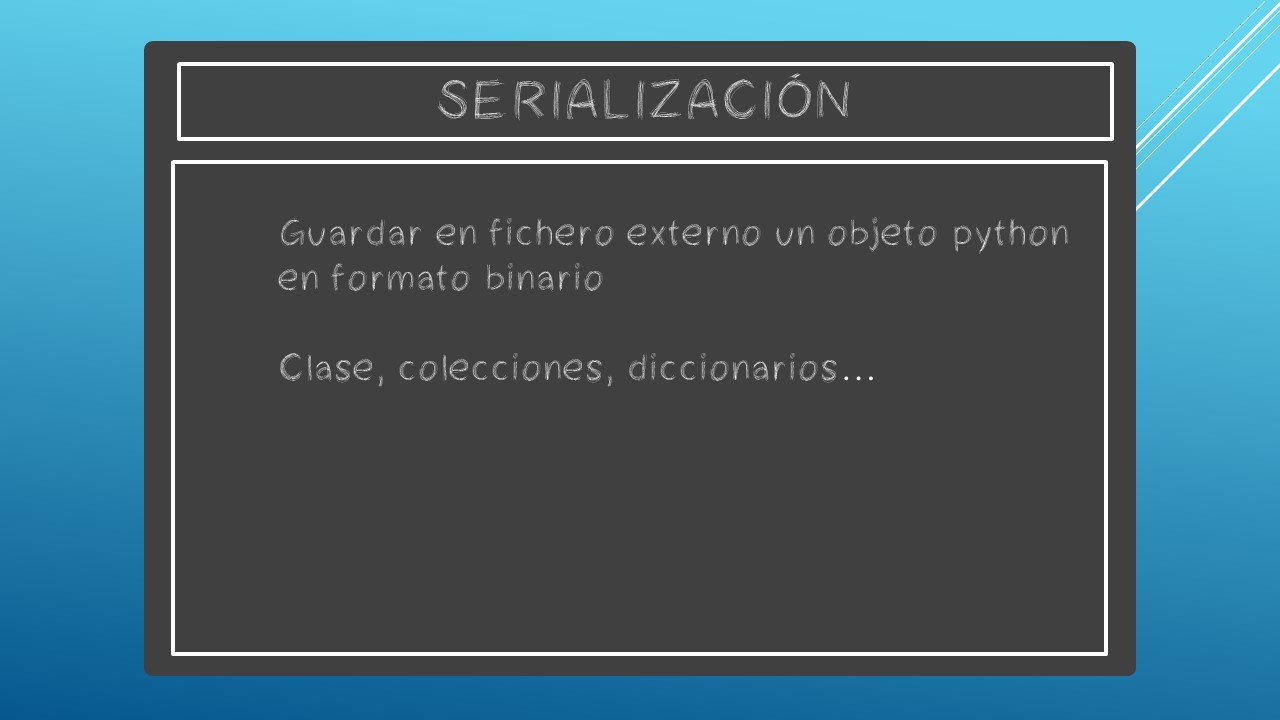 SERIALIZACIÓN
Guardar en fichero externo un objeto python
en formato binario
Clase, colecciones, diccionarios...